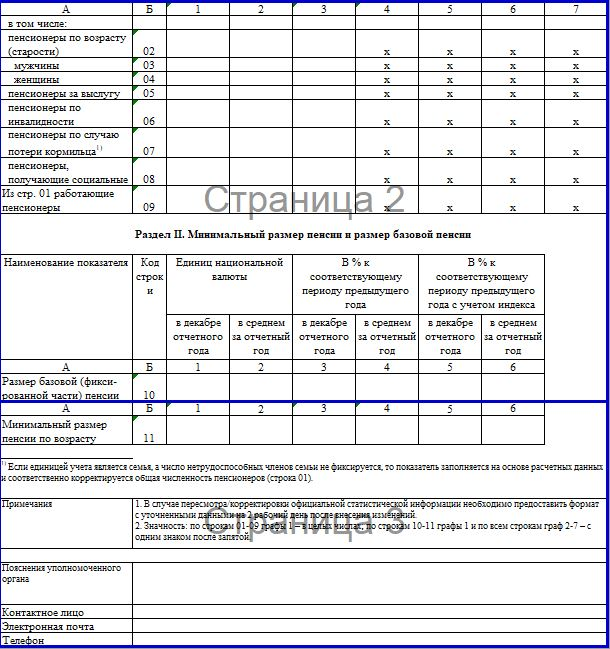 А Б 1 2 3 4 5 6 7
в том числе:
пенсионеры по возрасту
(старости) 02 x x x x
мужчины 03 x x x x
женщины 04 x x x x
пенсионеры за выслугу 05 x x x x
пенсионеры по
инвалидности 06 x x x x
пенсионеры по случаю
потери кормильца1) 07 x x x x
пенсионеры,
получающие социальные 08 x x x x
Страница 2
Из стр. 01 работающие
пенсионеры 09 x x x x
Раздел II. Минимальный размер пенсии и размер базовой пенсии
Наименование показателя Код Единиц национальной В % к В % к
строк валюты соответствующему соответствующему
и периоду предыдущего периоду предыдущего
года года с учетом индекса
в декабре в среднем в декабре в среднем в декабре в среднем
отчетного за отчетный отчетного за отчетный отчетного за отчетный
года год года год года год
А Б 1 2 3 4 5 6
Размер базовой (фикси-
рованной части) пенсии 10
А Б 1 2 3 4 5 6
Минимальный размер
пенсии по возрасту 11
1) Если единицей учета является семья, а число нетрудоспособных членов семьи не фиксируется, то показатель заполняется на основе расчетных данных
и соответственно корректируется общая численность пенсионеров (строка 01).
Примечания 1. В случае пересмотра/корректировки официальной статистической информации необходимо предоставить формат
с уточненными данными на 2 рабочий день после внесения изменений.
Страница 3
2. Значность: по строкам 01-09 графы 1 – в целых числах; по строкам 10-11 графы 1 и по всем строкам граф 2-7 – с
одним знаком после запятой.
Пояснения уполномоченного
органа
Контактное лицо
Электронная почта
Телефон